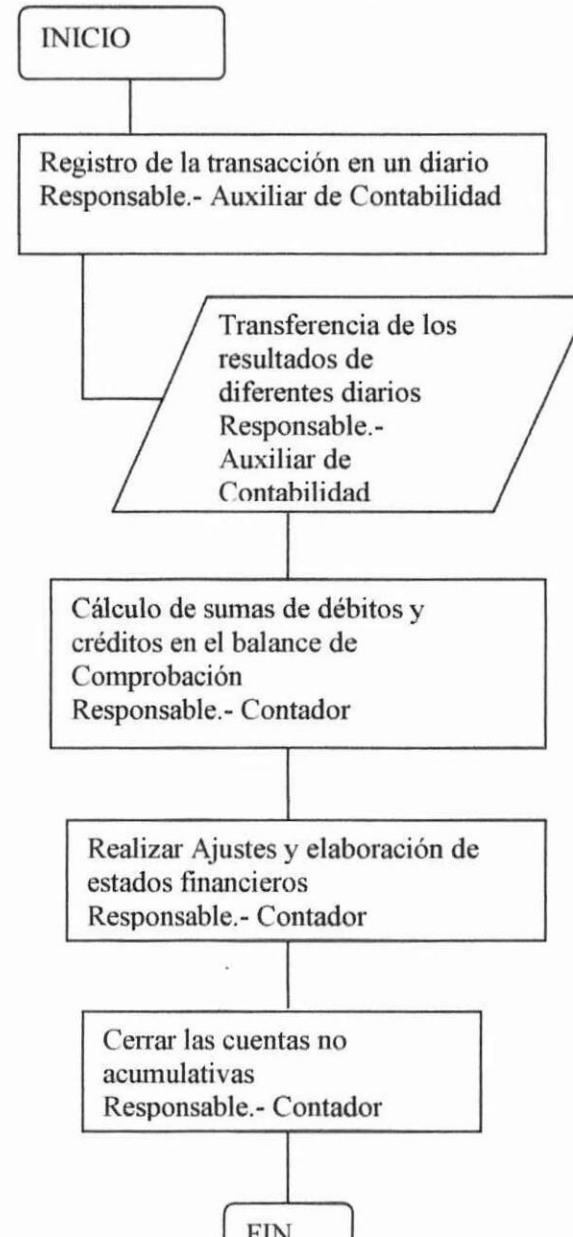 INICIO
Registro de la transacción en un diario
Responsable.- Auxiliar de Contabilidad
Transferencia de los
resultados de
diferentes diarios
Responsable.-
Auxiliar de
Contabilidad
Cálculo de sumas de débitos y
créditos en el balance de
Comprobación
Responsable.- Contador
Realizar Ajustes y elaboración de
estados financieros
Responsable.- Contador
Cerrar las cuentas no
acumulativas
Responsable.- Contador
FIN